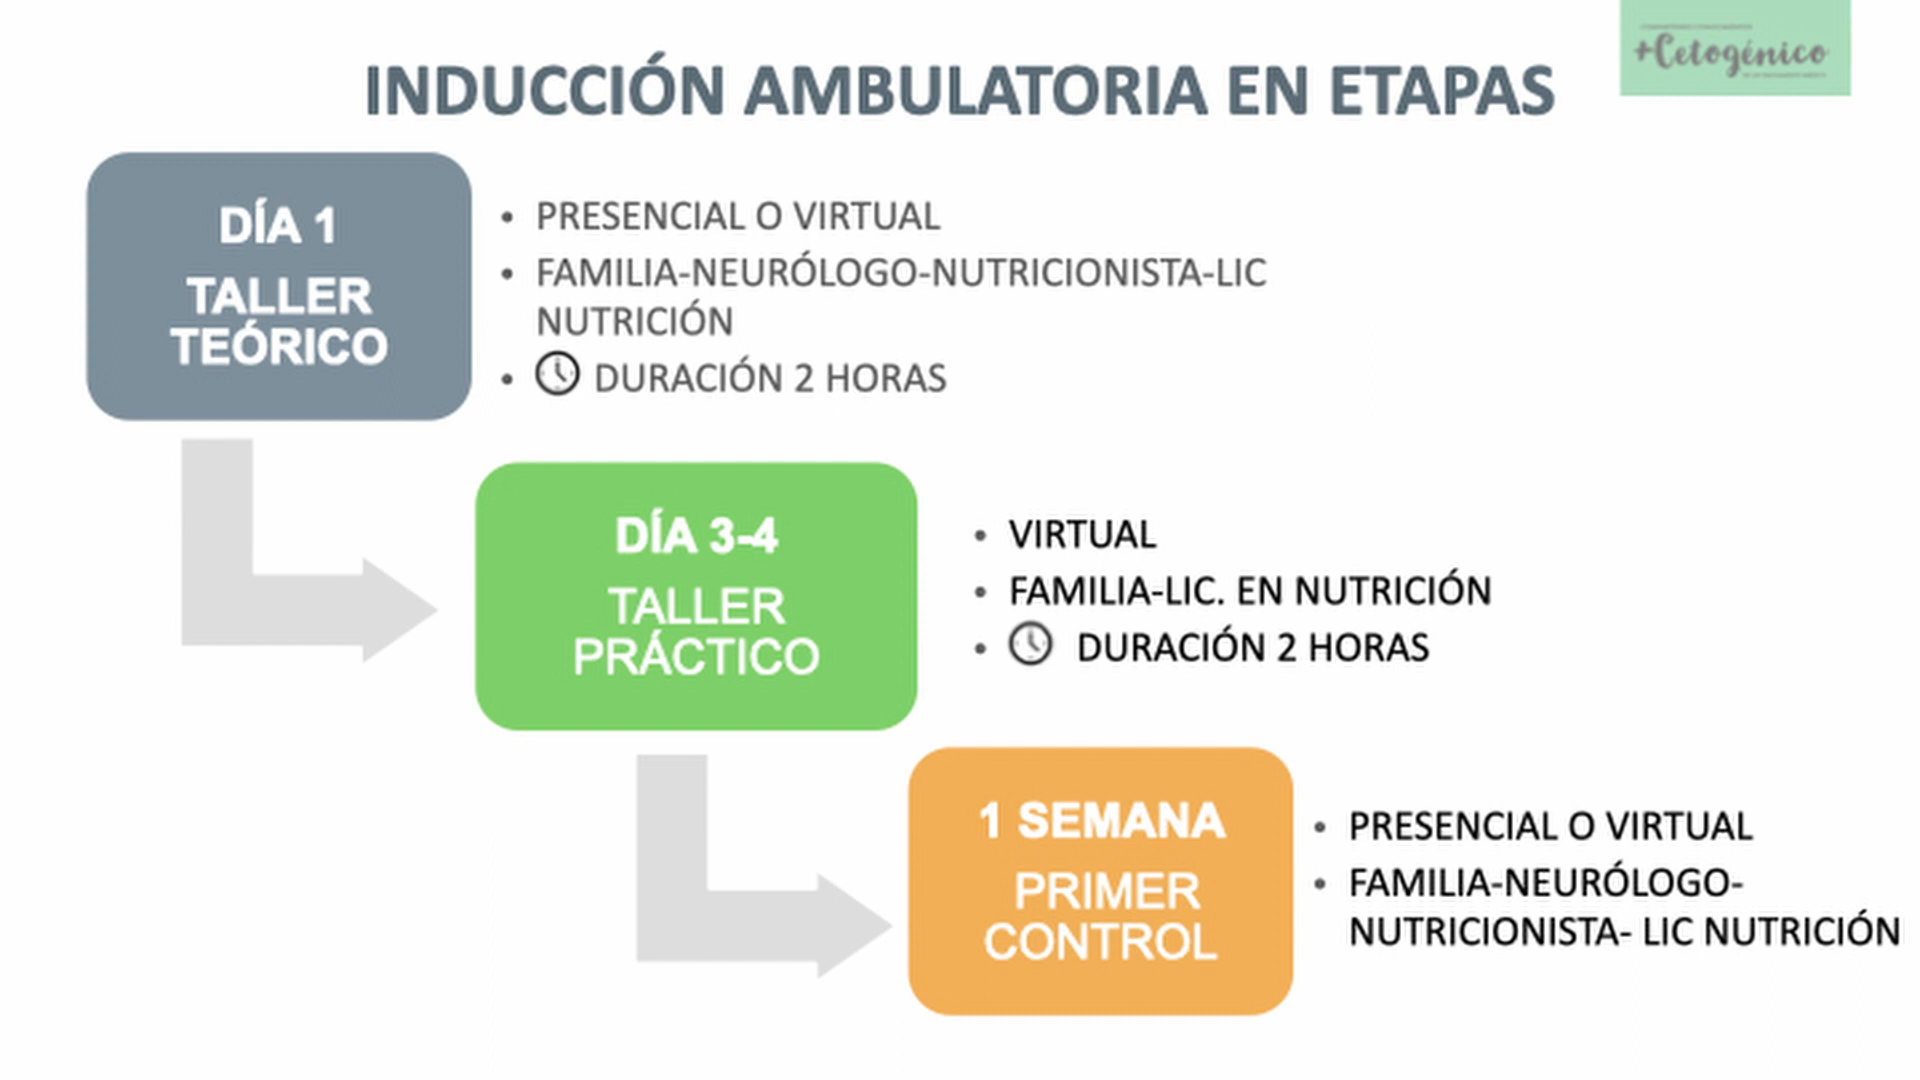 +Cetogénico
INDUCCIÓN AMBULATORIA EN ETAPAS
DÍA 1
TALLER
TEÓRICO
• PRESENCIAL O VIRTUAL
• FAMILIA-NEURÓLOGO-NUTRICIONISTA-LIC
NUTRICIÓN
• DURACIÓN 2 HORAS
DÍA 3-4
TALLER
PRÁCTICO
• VIRTUAL
• FAMILIA-LIC. EN NUTRICIÓN
• DURACIÓN 2 HORAS
1 SEMANA
PRIMER
CONTROL
• PRESENCIAL O VIRTUAL
• FAMILIA-NEURÓLOGO-
NUTRICIONISTA- LIC NUTRICIÓN